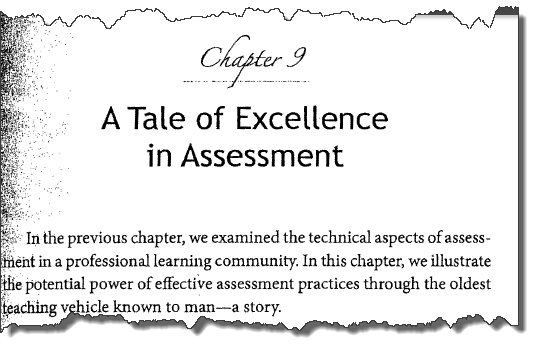 Chapter 9
A Tale of Excellence
in Assessment
In the previous chapter, we examined the technical aspects of assess-
ment in a professional learning community. In this chapter, we illustrate
the potential power of effective assessment practices through the oldest
teaching vehicle known to man—a story.